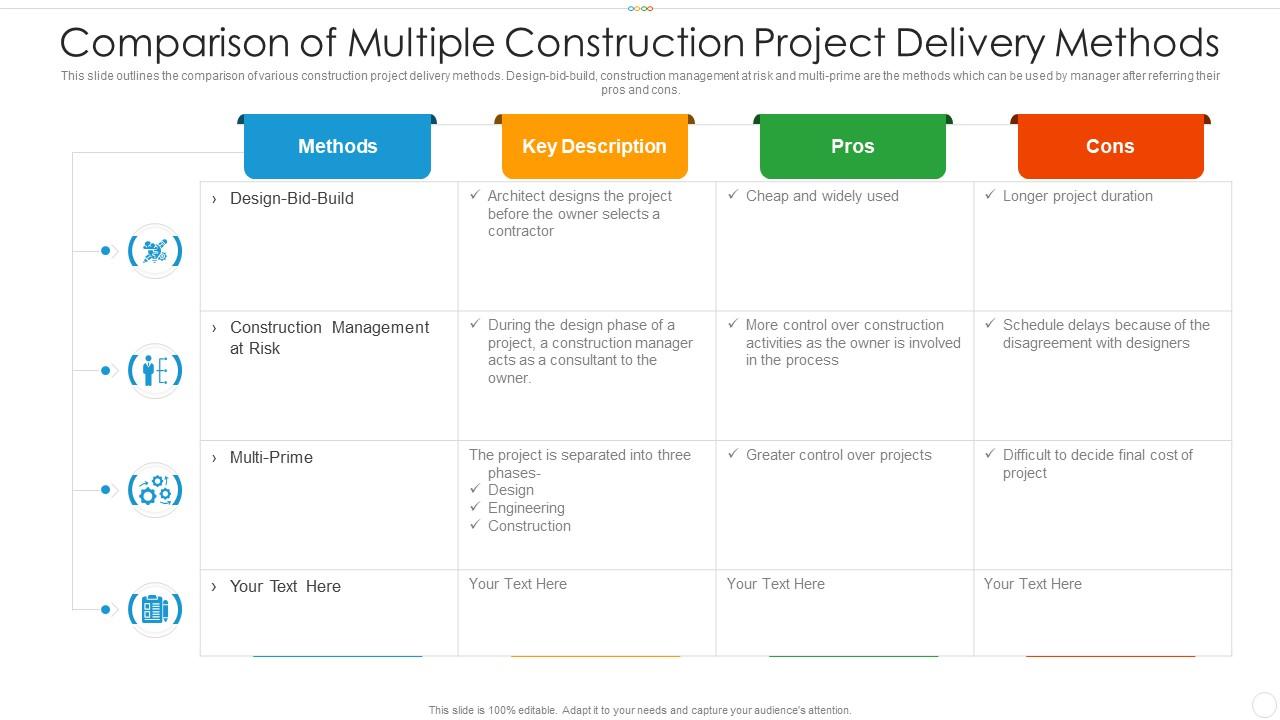 Comparison of Multiple Construction Project Delivery Methods
This slide outlines the comparison of various construction project delivery methods. Design-bid-build, construction management at risk and multi-prime are the methods which can be used by manager after referring their
pros and cons.
Methods
Key Description
Pros
Cons
› Design-Bid-Build
✓ Architect designs the project
before the owner selects a
contractor
✓ Cheap and widely used
✓ Longer project duration
› Construction Management
at Risk
✓ During the design phase of a
project, a construction manager
acts as a consultant to the
owner.
✓ More control over construction
activities as the owner is involved
in the process
✓ Schedule delays because of the
disagreement with designers
› Multi-Prime
The project is separated into three
phases-
✓ Design
✓ Engineering
✓ Construction
✓ Greater control over projects
✓ Difficult to decide final cost of
project
› Your Text Here
Your Text Here
Your Text Here
Your Text Here
This slide is 100% editable. Adapt it to your needs and capture your audience's attention.